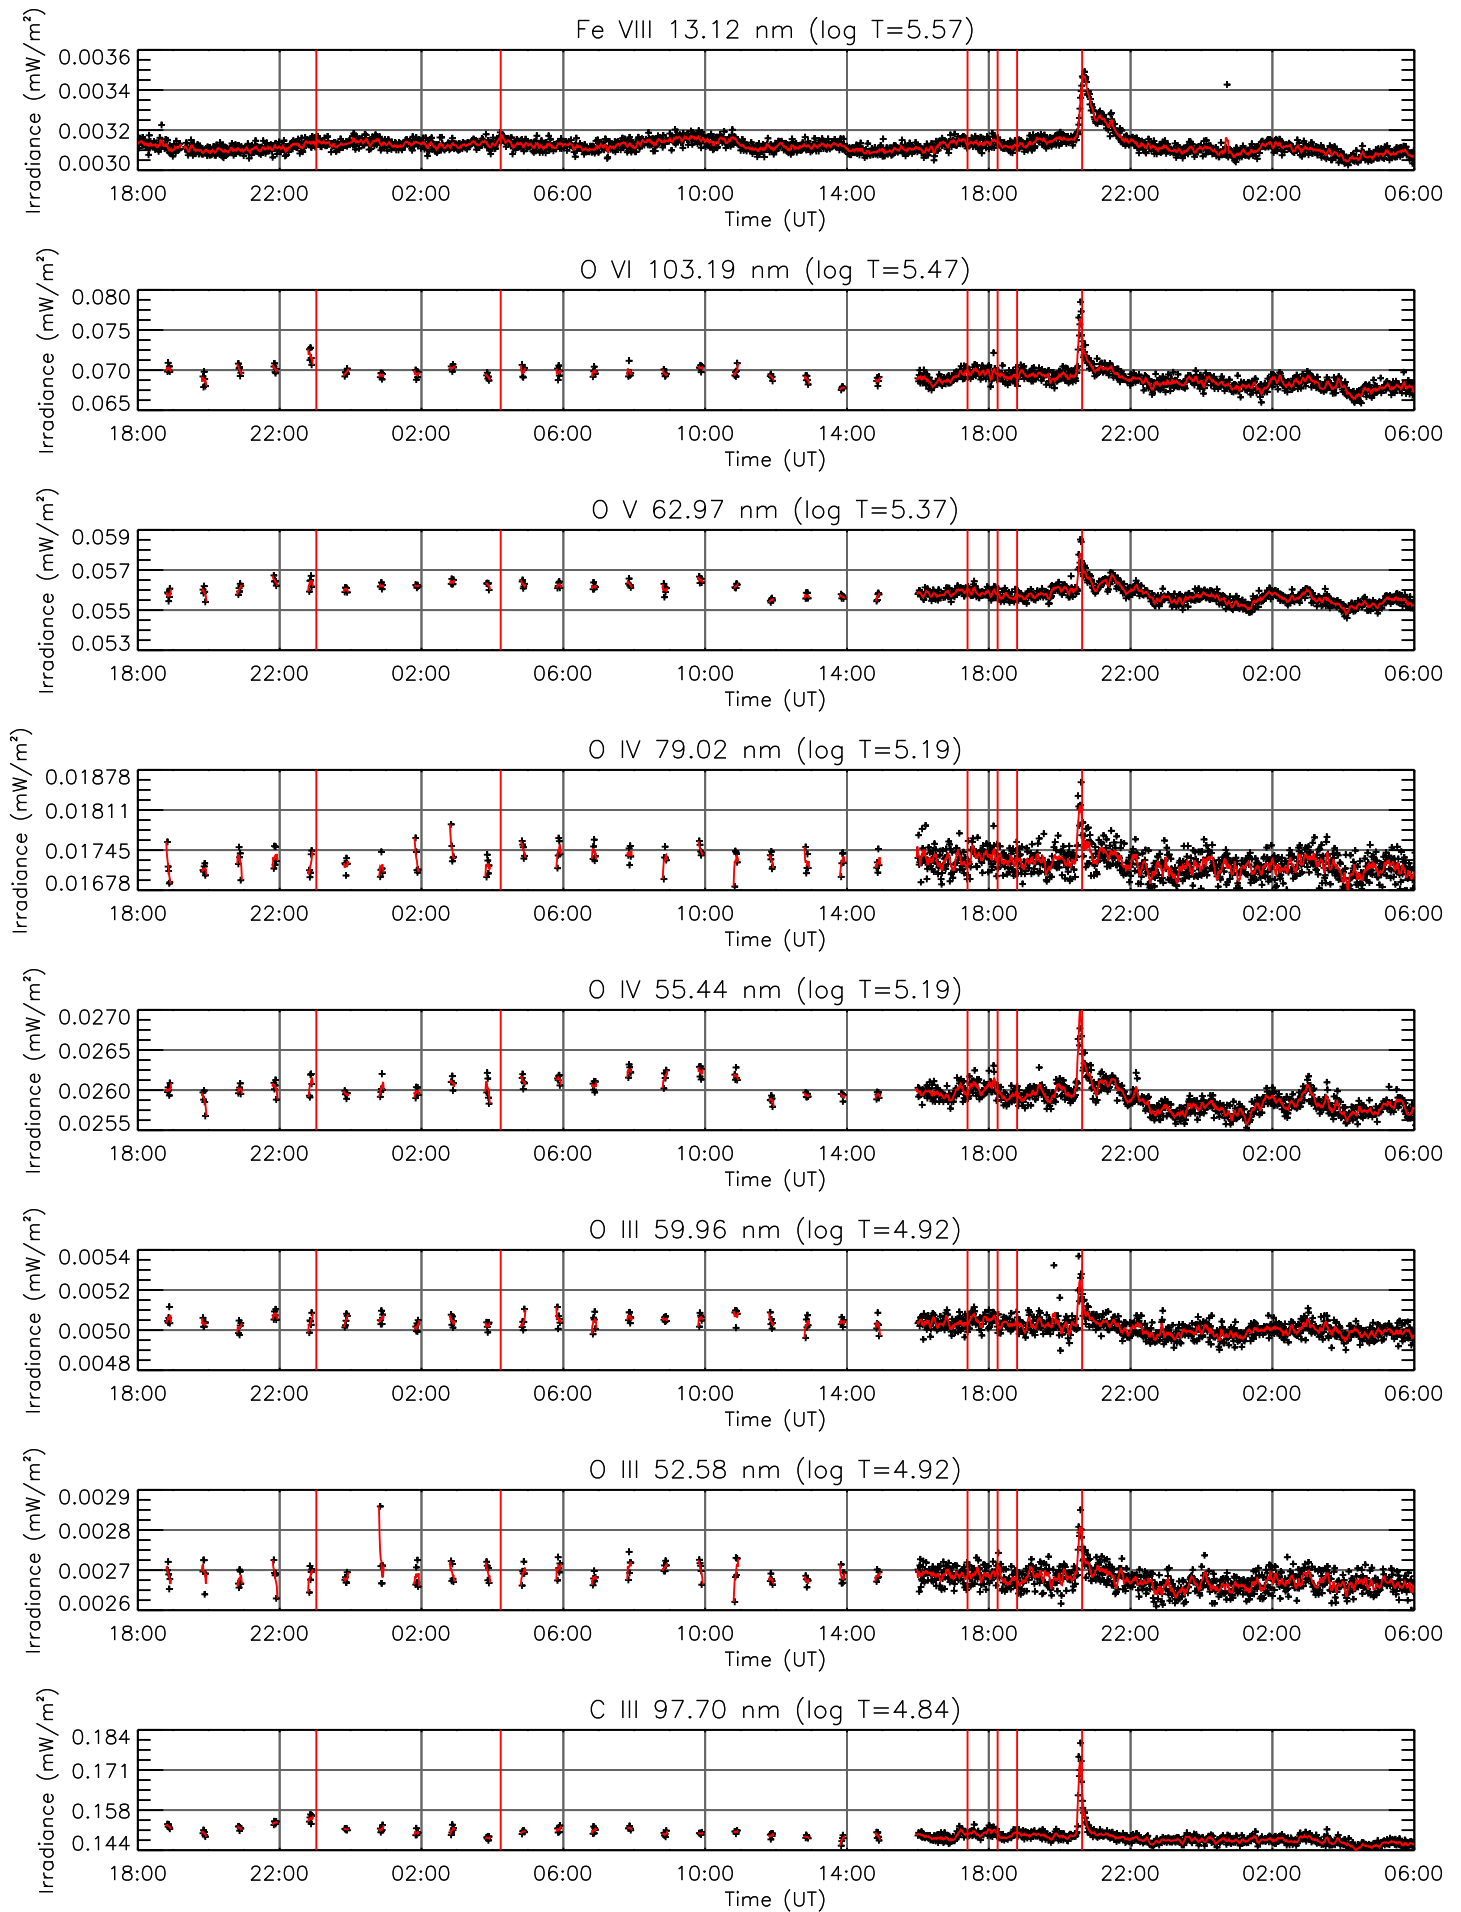 Fe VIII 13.12 nm (log T=5.57)
Irradiance (mW/m²)
0.0036
0.0034
0.0032
0.0030
18:00 22:00 02:00 06:00 10:00 14:00 18:00 22:00 02:00 06:00
Time (UT)
O VI 103.19 nm (log T=5.47)
Irradiance (mW/m²)
0.080
0.075
0.070
0.065
18:00 22:00 02:00 06:00 10:00 14:00 18:00 22:00 02:00 06:00
Time (UT)
O V 62.97 nm (log T=5.37)
Irradiance (mW/m²)
0.059
0.057
0.055
0.053
18:00 22:00 02:00 06:00 10:00 14:00 18:00 22:00 02:00 06:00
Time (UT)
O IV 79.02 nm (log T=5.19)
Irradiance (mW/m²)
0.01878
0.01811
0.01745
0.01678
18:00 22:00 02:00 06:00 10:00 14:00 18:00 22:00 02:00 06:00
Time (UT)
O IV 55.44 nm (log T=5.19)
Irradiance (mW/m²)
0.0270
0.0265
0.0260
0.0255
18:00 22:00 02:00 06:00 10:00 14:00 18:00 22:00 02:00 06:00
Time (UT)
O III 59.96 nm (log T=4.92)
Irradiance (mW/m²)
0.0054
0.0052
0.0050
0.0048
18:00 22:00 02:00 06:00 10:00 14:00 18:00 22:00 02:00 06:00
Time (UT)
O III 52.58 nm (log T=4.92)
Irradiance (mW/m²)
0.0029
0.0028
0.0027
0.0026
18:00 22:00 02:00 06:00 10:00 14:00 18:00 22:00 02:00 06:00
Time (UT)
C III 97.70 nm (log T=4.84)
Irradiance (mW/m²)
0.184
0.171
0.158
0.144
18:00 22:00 02:00 06:00 10:00 14:00 18:00 22:00 02:00 06:00
Time (UT)